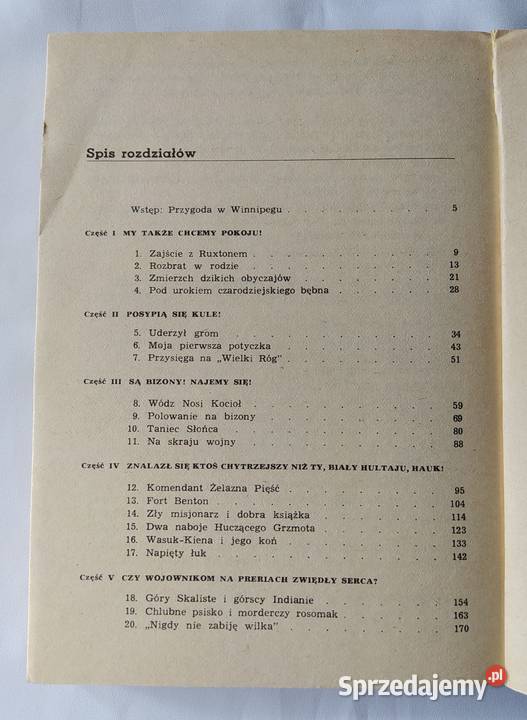 Spis rozdziałów
Wstęp: Przygoda w Winnipegu . . . . . . . . 5
Część I MY TAKŻE CHCEMY POKOJU!
1. Zajście z Ruxtonem . . . . . . . . 9
2. Rozbrat w rodzie . . . . . . . . 13
3. Zmierzch dzikich obyczajów . . . . . . 21
4. Pod urokiem czarodziejskiego bębna . . . . . 28
Część II POSYPIĄ SIĘ KULE!
5. Uderzył grom . . . . . . . . 34
6. Moja pierwsza potyczka . . . . . . . 43
7. Przysięga na „Wielki Róg” . . . . . . . 51
Część III SĄ BIZONY! NAJEMY SIĘ!
8. Wódz Nosi Kocioł . . . . . . . . 59
9. Polowanie na bizony . . . . . . . . 69
10. Taniec Słońca . . . . . . . . . 80
11. Na skraju wojny . . . . . . . . 88
Część IV ZNALAZŁ SIĘ KTOŚ CHYTRZEJSZY NIŻ TY, BIAŁY HULTAJU, HAUK!
12. Komendant Żelazna Pięść . . . . . . . 95
13. Fort Benton . . . . . . . . . 104
14. Zły misjonarz i dobra książka . . . . . . 114
15. Dwa naboje Huczącego Grzmota . . . . . . 123
16. Wasuk-Kiena i jego koń . . . . . . . 133
17. Napięty łuk . . . . . . . . . 142
Część V CZY WOJOWNIKOM NA PRERIACH ZWIĘDŁY SERCA?
18. Góry Skaliste i górscy Indianie . . . . . . 154
19. Chlubne psisko i morderczy rosomak . . . . . 163
20. „Nigdy nie zabiję wilka” . . . . . . . 170
Sprzedajemy.pl